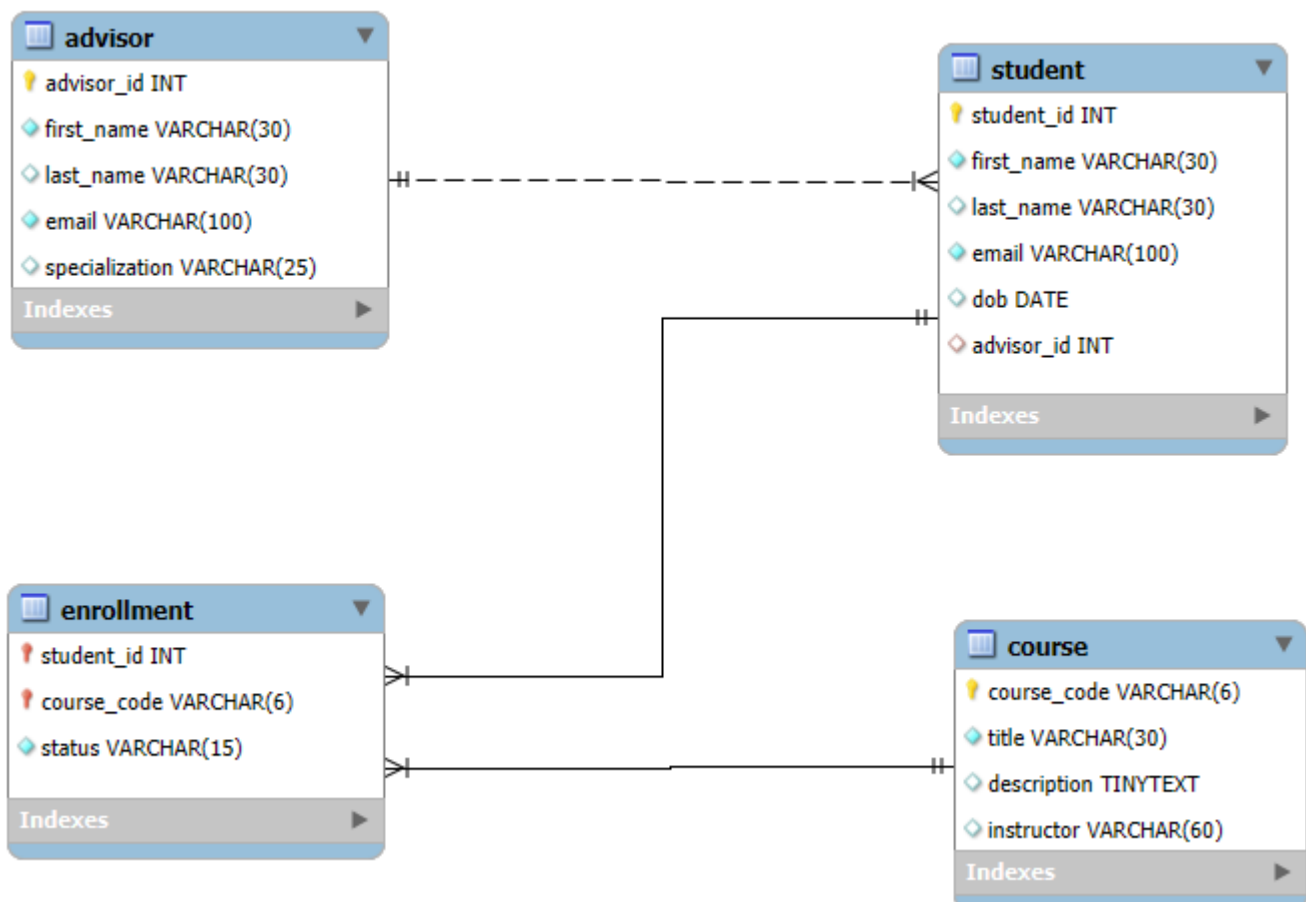 advisor
advisor_id INT
first_name VARCHAR(30)
last_name VARCHAR(30)
email VARCHAR(100)
specialization VARCHAR(25)
Indexes
student
student_id INT
first_name VARCHAR(30)
last_name VARCHAR(30)
email VARCHAR(100)
dob DATE
advisor_id INT
Indexes
enrollment
student_id INT
course_code VARCHAR(6)
status VARCHAR(15)
Indexes
course
course_code VARCHAR(6)
title VARCHAR(30)
description TINYTEXT
instructor VARCHAR(60)
Indexes